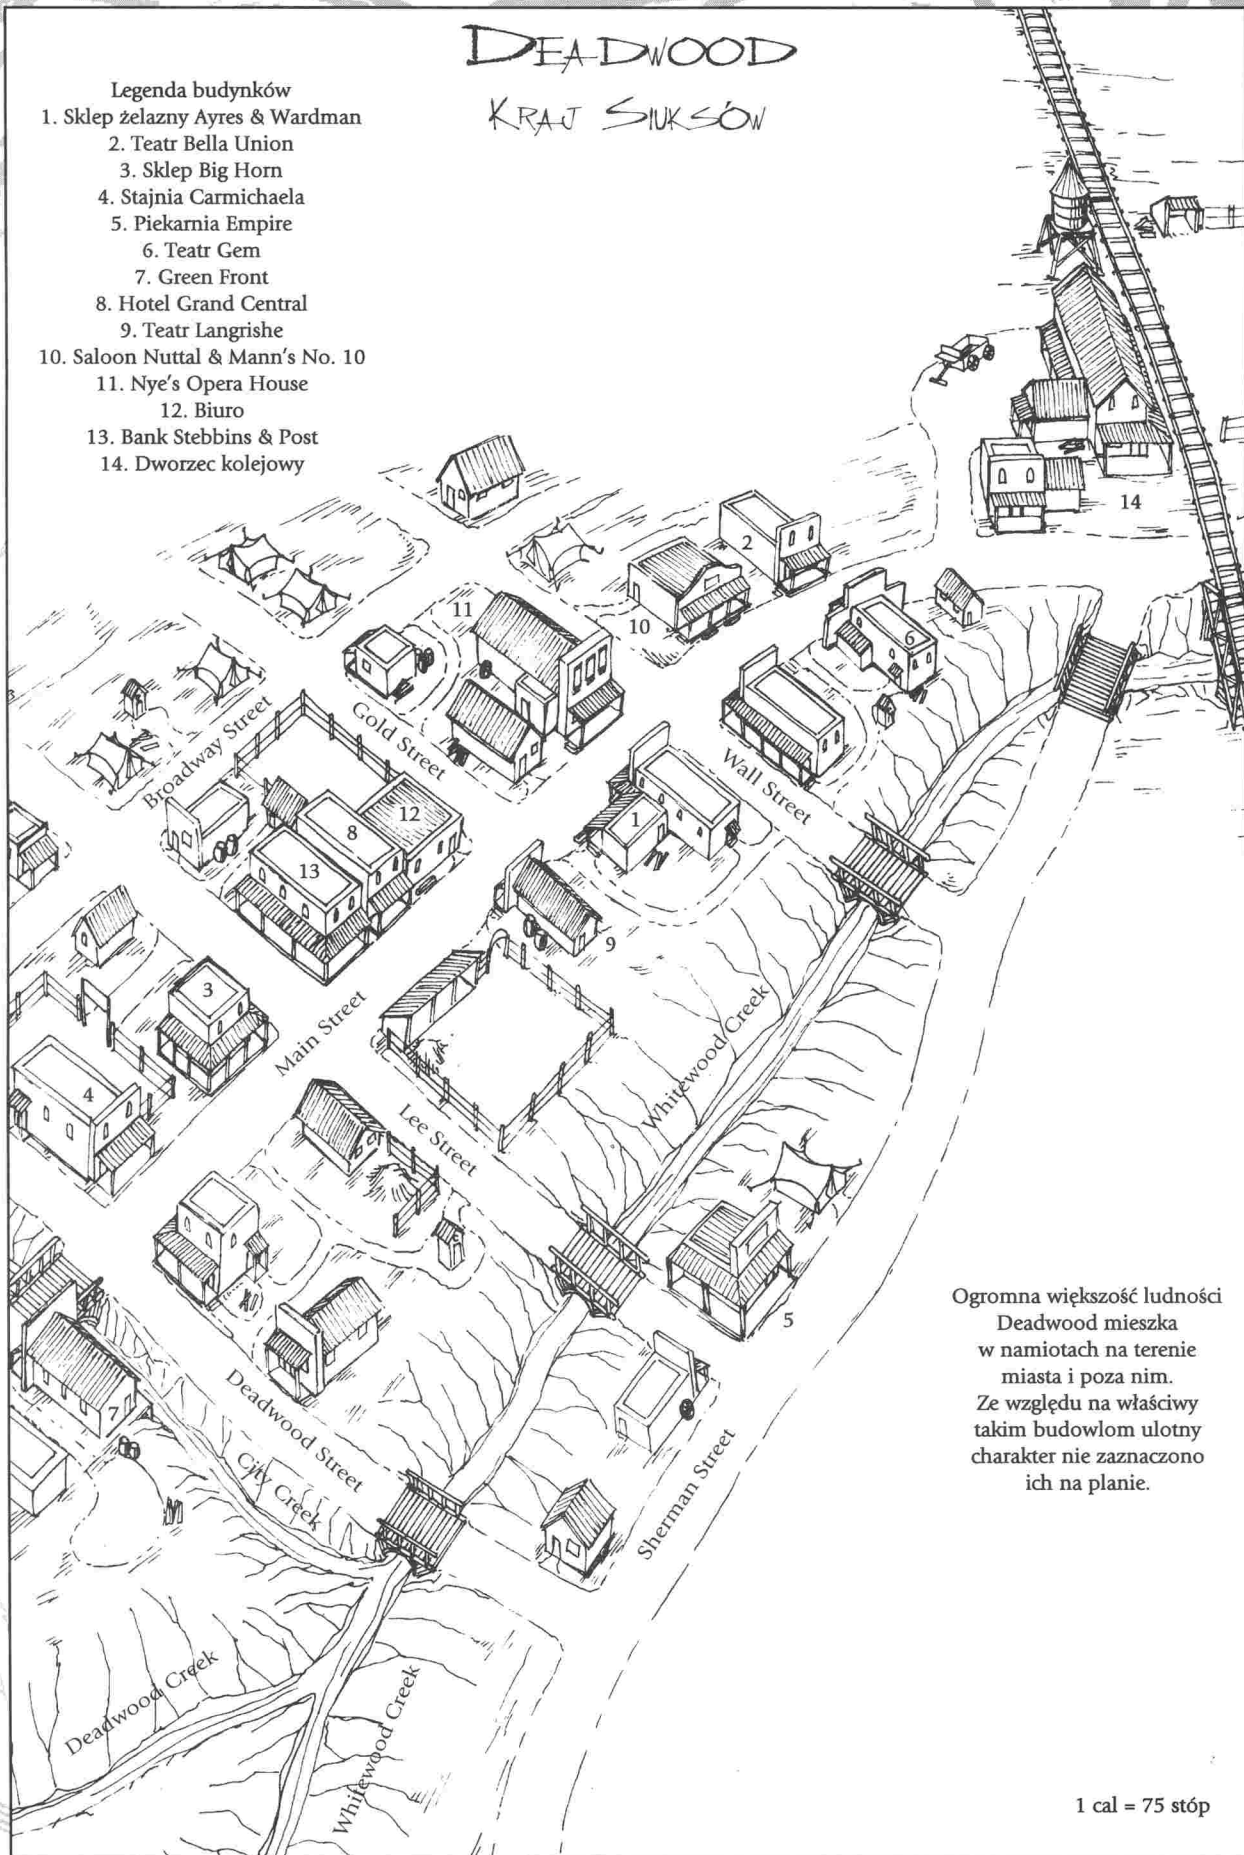 DEADWOOD
KRAJ SIUKSÓW
Legenda budynków
1. Sklep żelazny Ayres & Wardman
2. Teatr Bella Union
3. Sklep Big Horn
4. Stajnia Carmichaela
5. Piekarnia Empire
6. Teatr Gem
7. Green Front
8. Hotel Grand Central
9. Teatr Langrishe
10. Saloon Nuttal & Mann's No. 10
11. Nye's Opera House
12. Biuro
13. Bank Stebbins & Post
14. Dworzec kolejowy
14
2
11
10
6
Broadway Street
Gold Street
Wall Street
12
8
1
13
9
3
Main Street
Whitewood Creek
4
Lee Street
5
7
Deadwood Street
City Creek
Sherman Street
Deadwood Creek
Whitewood Creek
Ogromna większość ludności
Deadwood mieszka
w namiotach na terenie
miasta i poza nim.
Ze względu na właściwy
takim budowlom ulotny
charakter nie zaznaczono
ich na planie.
1 cal = 75 stóp